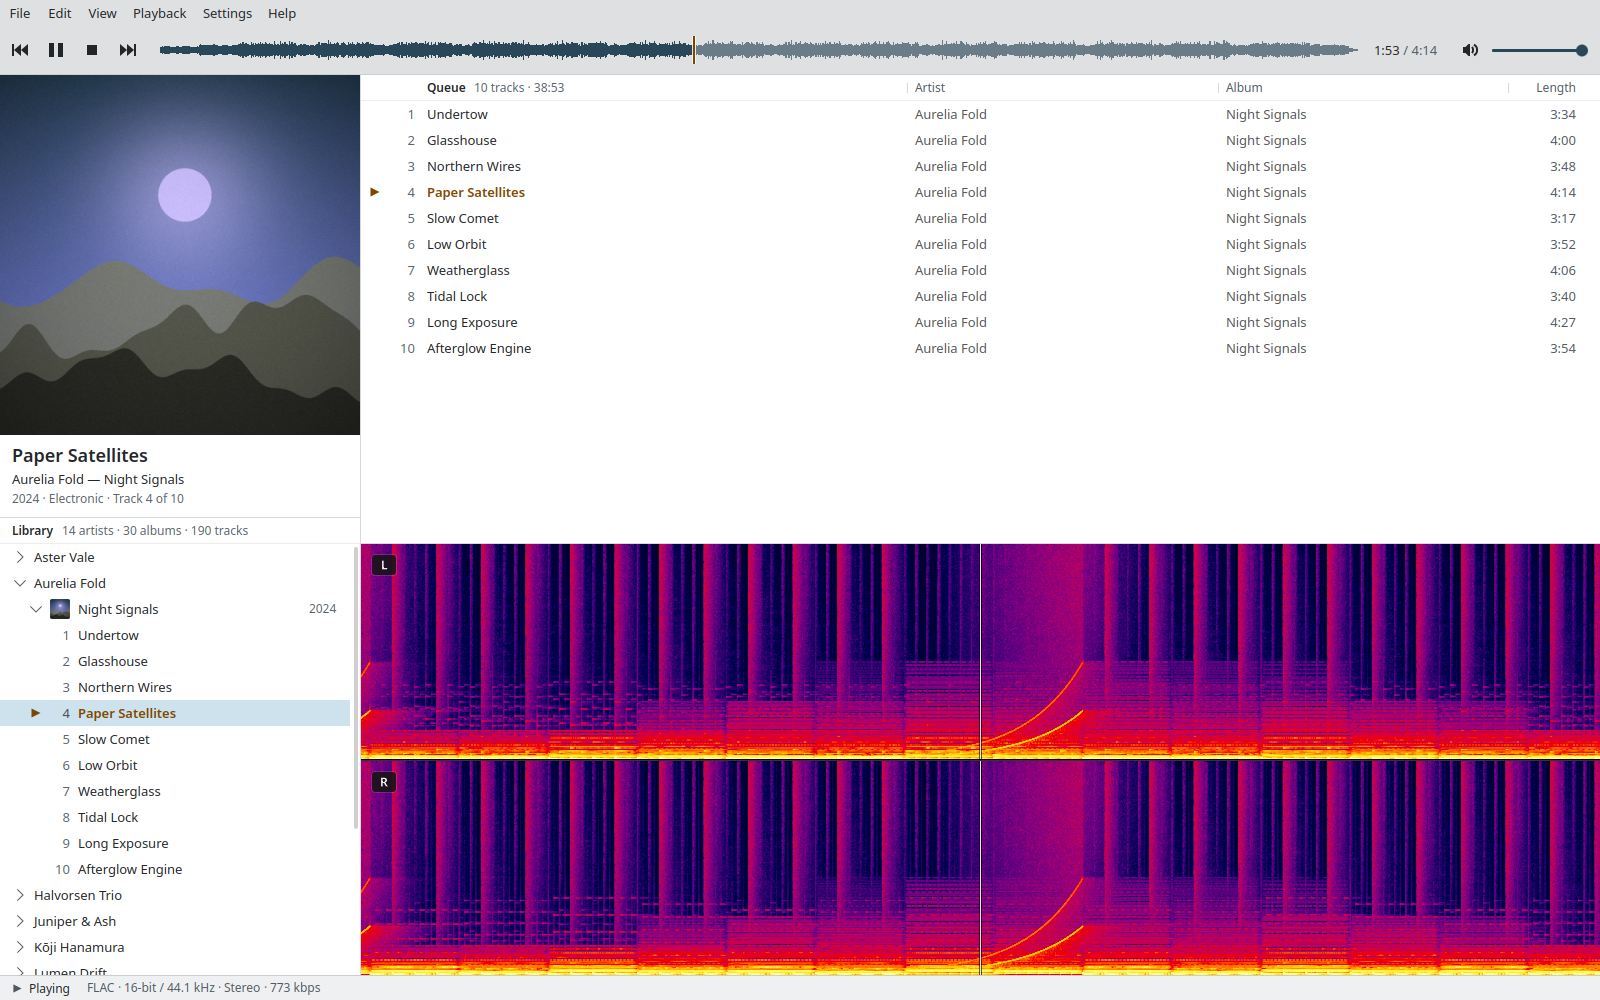 File Edit View Playback Settings Help
1:53 / 4:14
Queue 10 tracks · 38:53 Artist Album Length
1 Undertow Aurelia Fold Night Signals 3:34
2 Glasshouse Aurelia Fold Night Signals 4:00
3 Northern Wires Aurelia Fold Night Signals 3:48
4 Paper Satellites Aurelia Fold Night Signals 4:14
5 Slow Comet Aurelia Fold Night Signals 3:17
6 Low Orbit Aurelia Fold Night Signals 3:52
7 Weatherglass Aurelia Fold Night Signals 4:06
8 Tidal Lock Aurelia Fold Night Signals 3:40
9 Long Exposure Aurelia Fold Night Signals 4:27
10 Afterglow Engine Aurelia Fold Night Signals 3:54
Paper Satellites
Aurelia Fold — Night Signals
2024 · Electronic · Track 4 of 10
Library 14 artists · 30 albums · 190 tracks
Aster Vale
Aurelia Fold
Night Signals 2024
1 Undertow
2 Glasshouse
3 Northern Wires
4 Paper Satellites
5 Slow Comet
6 Low Orbit
7 Weatherglass
8 Tidal Lock
9 Long Exposure
10 Afterglow Engine
Halvorsen Trio
Juniper & Ash
Kōji Hanamura
Lumen Drift
L
R
Playing FLAC · 16-bit / 44.1 kHz · Stereo · 773 kbps